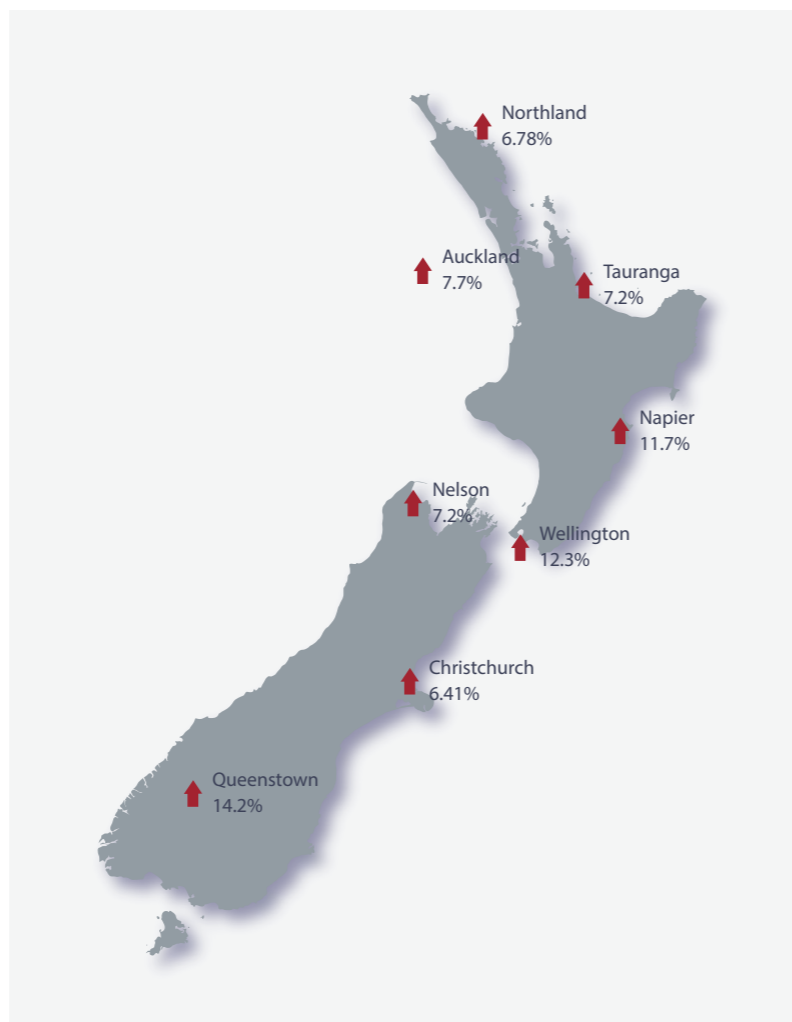 Northland
6.78%
Auckland
7.7%
Tauranga
7.2%
Napier
11.7%
Nelson
7.2%
Wellington
12.3%
Christchurch
6.41%
Queenstown
14.2%